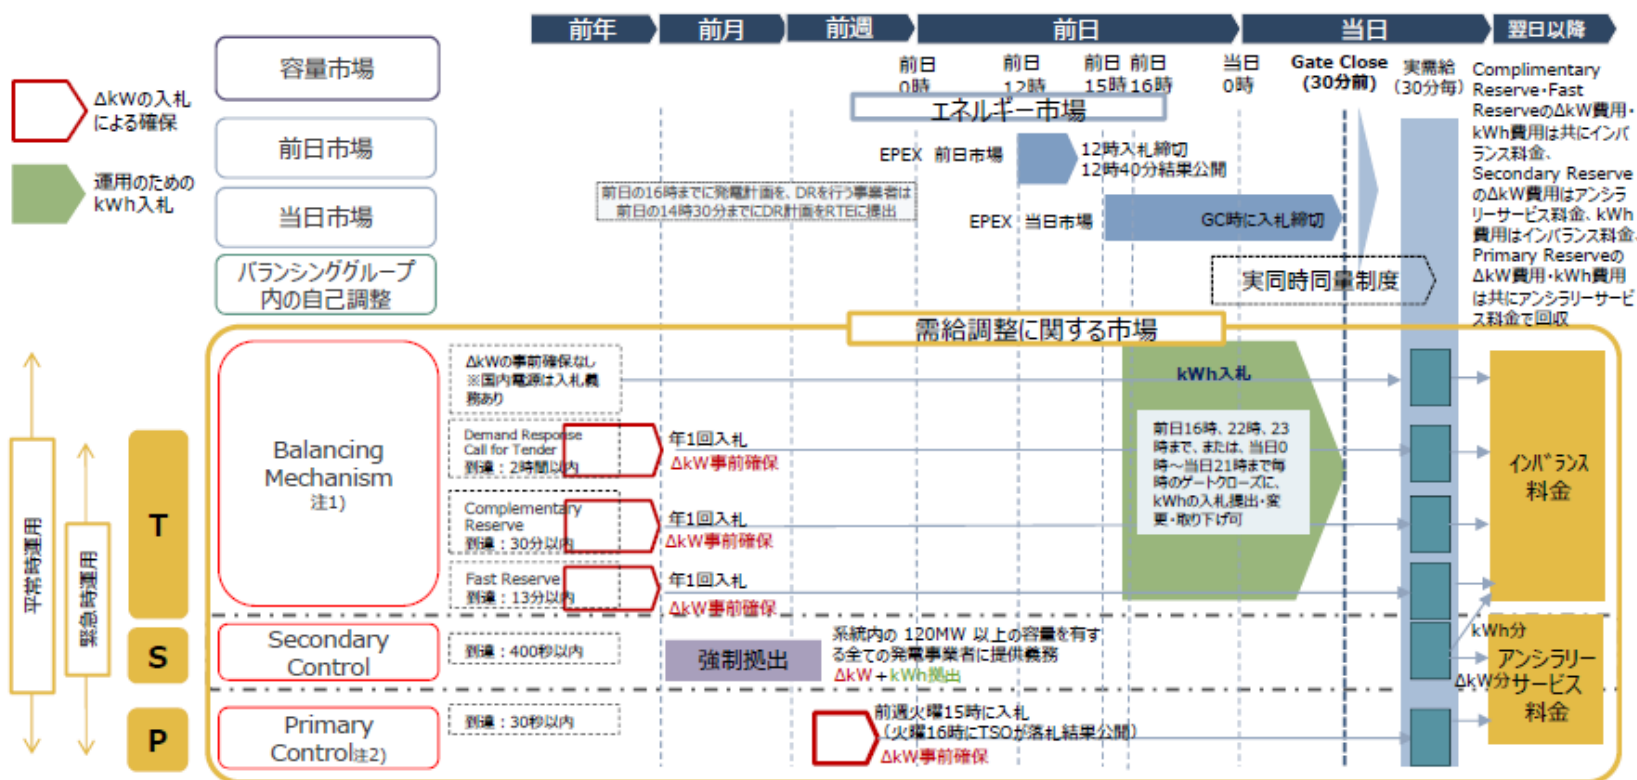 前年
前月
前週
前日
当日
翌日以降
ΔkWの入札
による確保
運用のための
kWh入札
容量市場
前日市場
当日市場
バランシンググループ
内の自己調整
前日
0時
前日
12時
前日
15時
前日
16時
当日
0時
Gate Close
(30分前)
実需給
(30分毎)
エネルギー市場
EPEX 前日市場
12時入札締切
12時40分結果公開
前日の16時までに発電計画を、DRを行う事業者は
前日の14時30分までにDR計画をRTEに提出
EPEX 当日市場
GC時に入札締切
実同時同量制度
Complimentary
Reserve・Fast
ReserveのΔkW費用・
kWh費用は共にインバ
ランス料金、
Secondary Reserve
のΔkW費用はアンシラ
リーサービス料金、kWh
費用はインバランス料金、
Primary Reserveの
ΔkW費用・kWh費用
は共にアンシラリーサービ
ス料金で回収
需給調整に関する市場
平常時運用
緊急時運用
T
S
P
Balancing
Mechanism
注1)
ΔkWの事前確保なし
※国内電源は入札義
務あり
Demand Response
Call for Tender
到達：2時間以内
年1回入札
ΔkW事前確保
Complementary
Reserve
到達：30分以内
年1回入札
ΔkW事前確保
Fast Reserve
到達：13分以内
年1回入札
ΔkW事前確保
kWh入札
前日16時、22時、23
時まで、または、当日0
時～当日21時まで毎
時のゲートクローズに、
kWhの入札提出・変
更・取り下げ可
インバランス
料金
Secondary
Control
到達：400秒以内
強制拠出
系統内の 120MW 以上の容量を有す
る全ての発電事業者に提供義務
ΔkW＋kWh拠出
kWh分
ΔkW分
アンシラリー
サービス
料金
Primary
Control注2)
到達：30秒以内
前週火曜15時に入札
（火曜16時にTSOが落札結果公開）
ΔkW事前確保